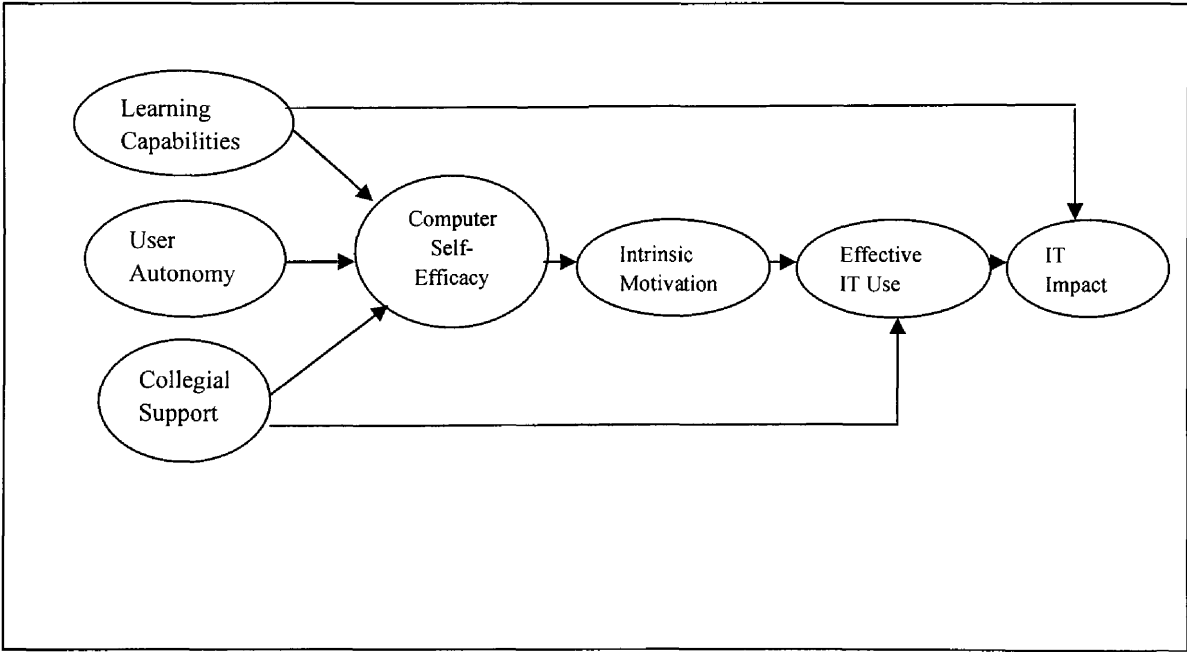 Learning
Capabilities
User
Autonomy
Collegial
Support
Computer
Self-
Efficacy
Intrinsic
Motivation
Effective
IT Use
IT
Impact